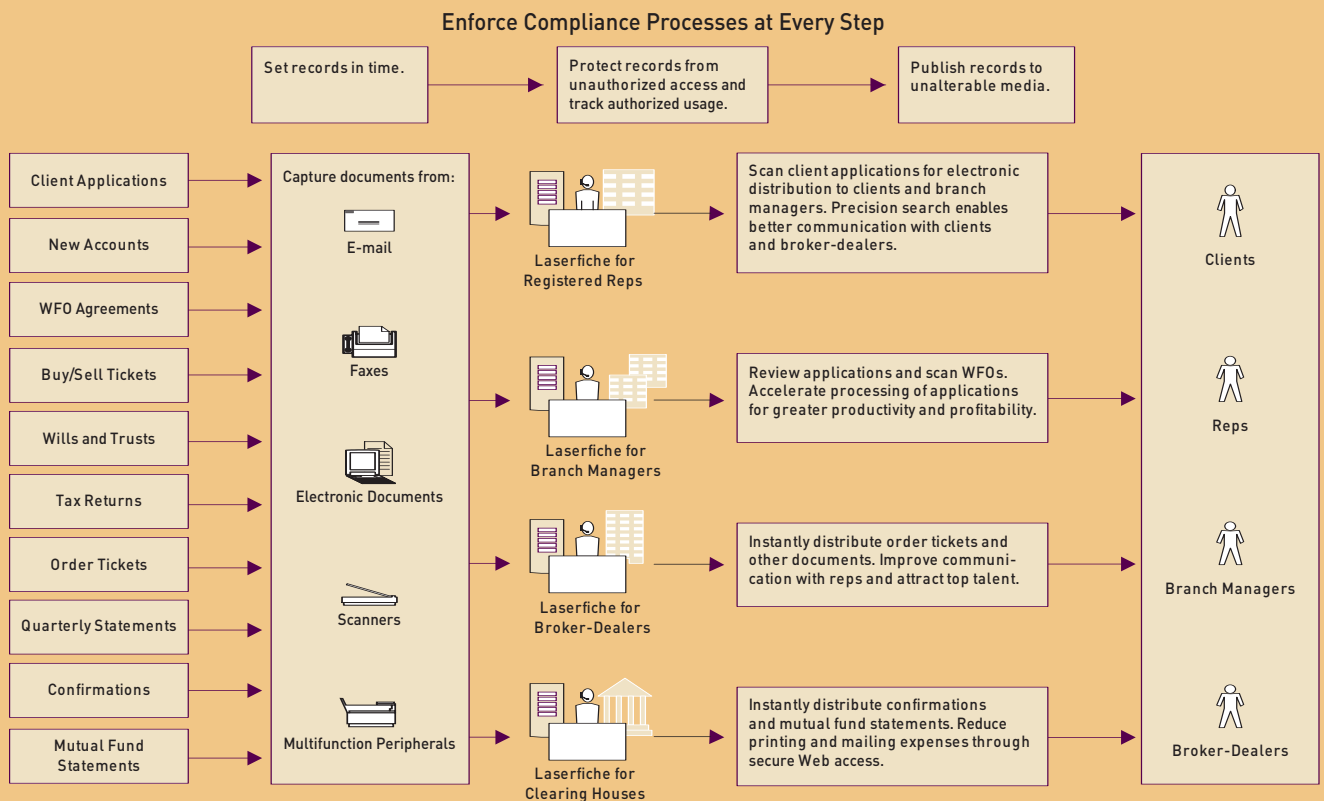 Enforce Compliance Processes at Every Step
Set records in time.
Protect records from
unauthorized access and
track authorized usage.
Publish records to
unalterable media.
Client Applications
New Accounts
WFO Agreements
Buy/Sell Tickets
Wills and Trusts
Tax Returns
Order Tickets
Quarterly Statements
Confirmations
Mutual Fund
Statements
Capture documents from:
E-mail
Faxes
Electronic Documents
Scanners
Multifunction Peripherals
Laserfiche for
Registered Reps
Scan client applications for electronic
distribution to clients and branch
managers. Precision search enables
better communication with clients
and broker-dealers.
Laserfiche for
Branch Managers
Review applications and scan WFOs.
Accelerate processing of applications
for greater productivity and profitability.
Laserfiche for
Broker-Dealers
Instantly distribute order tickets and
other documents. Improve communi-
cation with reps and attract top talent.
Laserfiche for
Clearing Houses
Instantly distribute confirmations
and mutual fund statements. Reduce
printing and mailing expenses through
secure Web access.
Clients
Reps
Branch Managers
Broker-Dealers